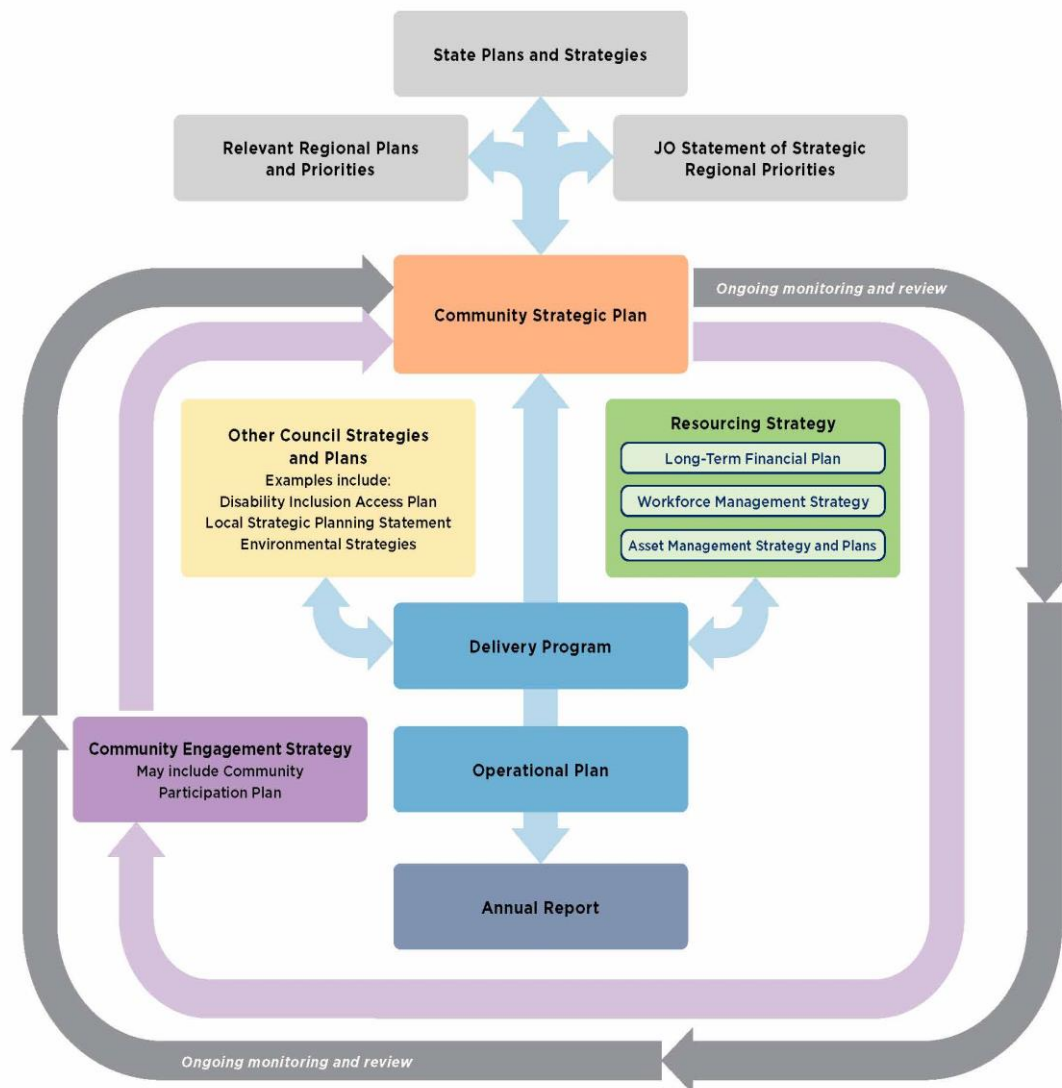 State Plans and Strategies
Relevant Regional Plans
and Priorities
JO Statement of Strategic
Regional Priorities
Community Strategic Plan
Ongoing monitoring and review
Other Council Strategies
and Plans
Examples include:
Disability Inclusion Access Plan
Local Strategic Planning Statement
Environmental Strategies
Resourcing Strategy
Long-Term Financial Plan
Workforce Management Strategy
Asset Management Strategy and Plans
Delivery Program
Community Engagement Strategy
May include Community
Participation Plan
Operational Plan
Annual Report
Ongoing monitoring and review